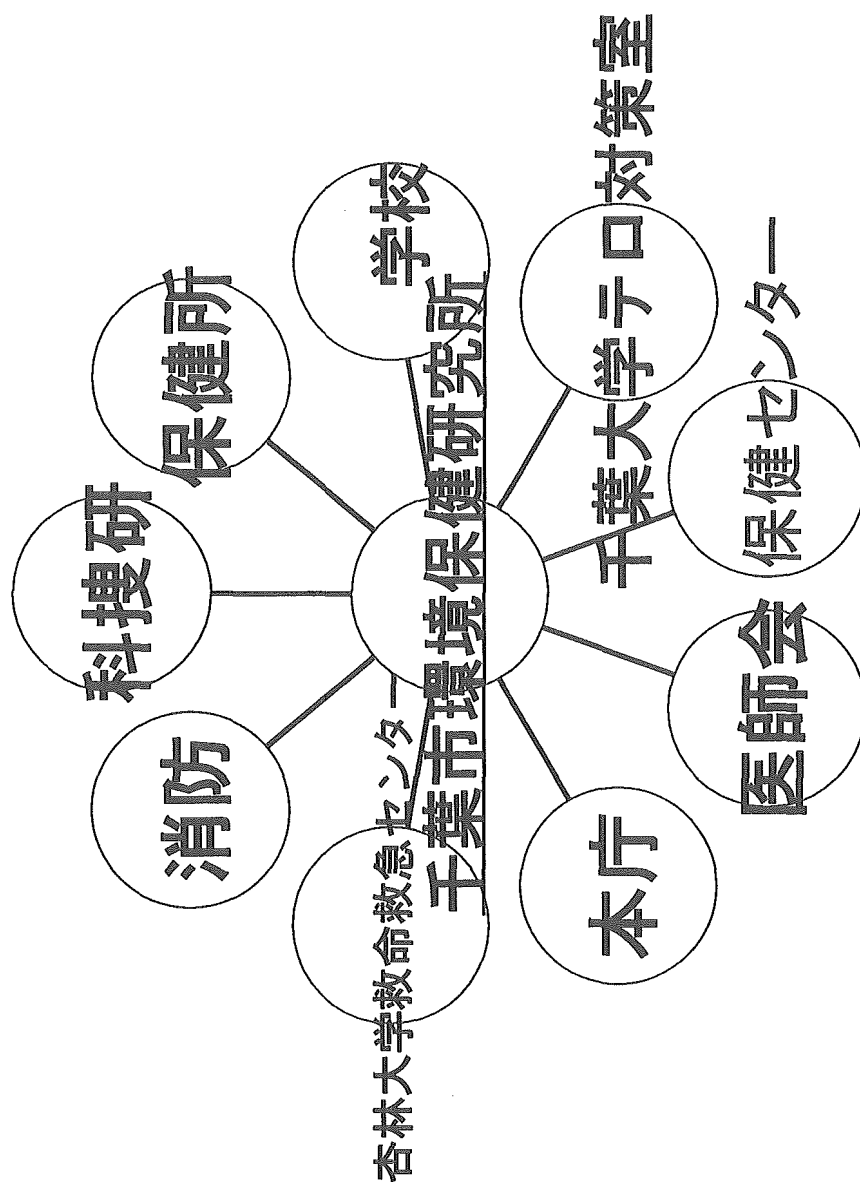 科捜研
保健所
学校
千葉大学テロ対策室
保健センター
医師会
本庁
杏林大学救命救急センター
消防
千葉市環境保健研究所